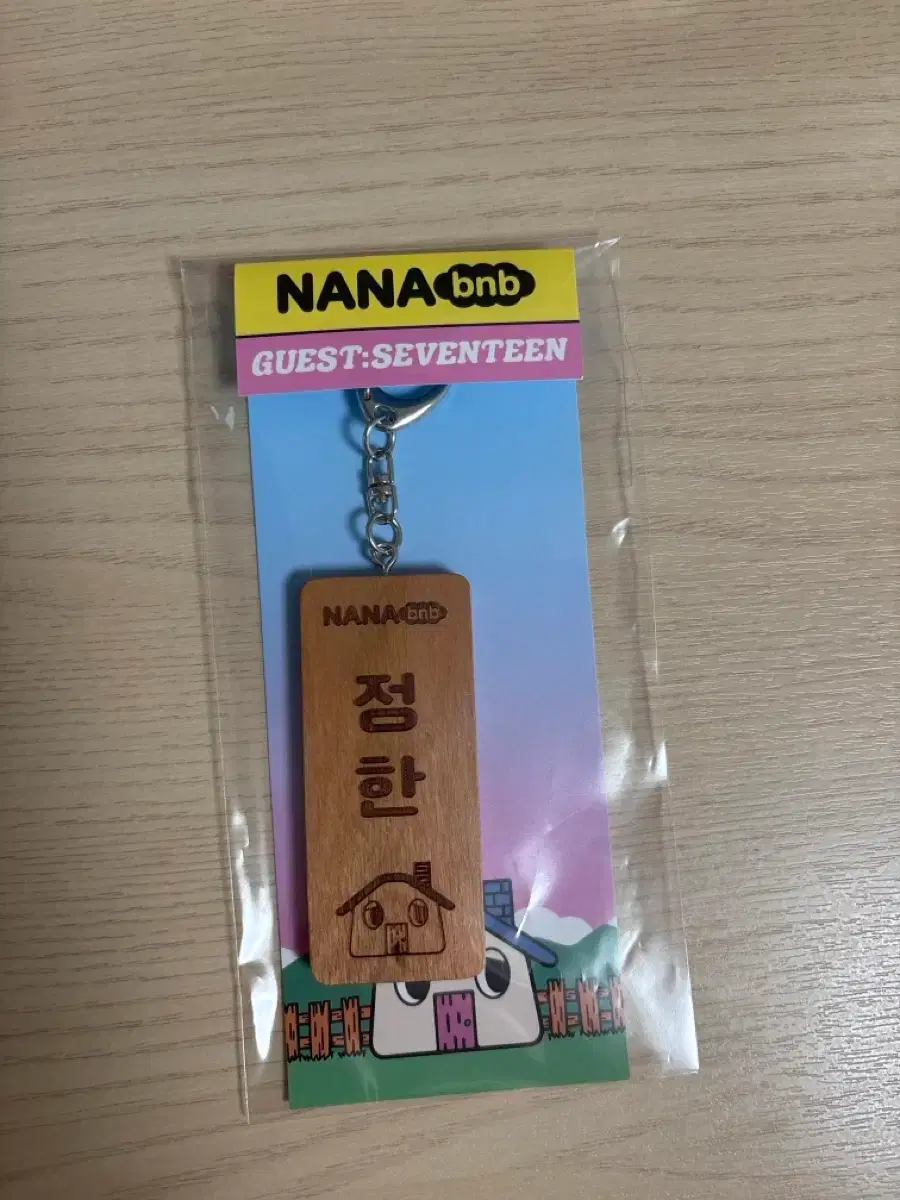 NANA bnb
GUEST:SEVENTEEN
NANA bnb
정
한